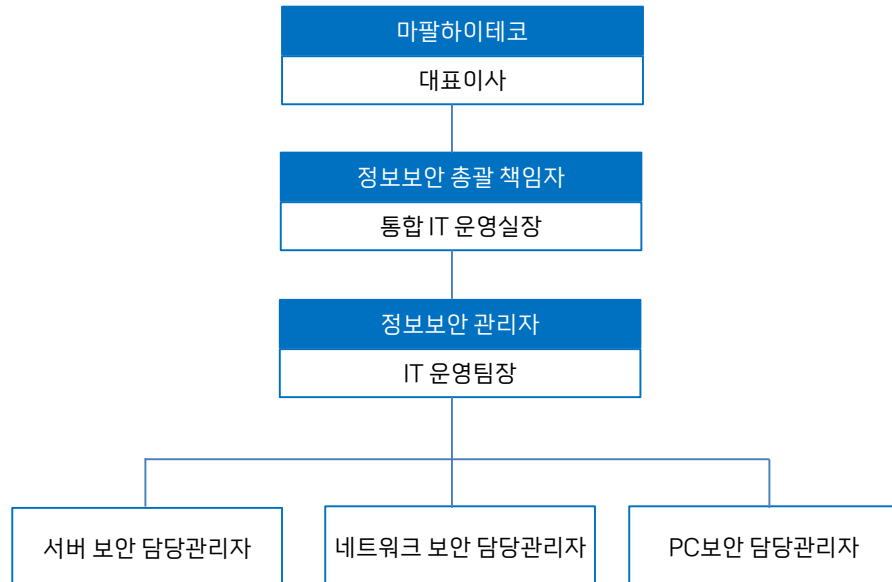 마팔하이테코
대표이사
정보보안 총괄 책임자
통합 IT 운영실장
정보보안 관리자
IT 운영팀장
서버 보안 담당관리자
네트워크 보안 담당관리자
PC보안 담당관리자